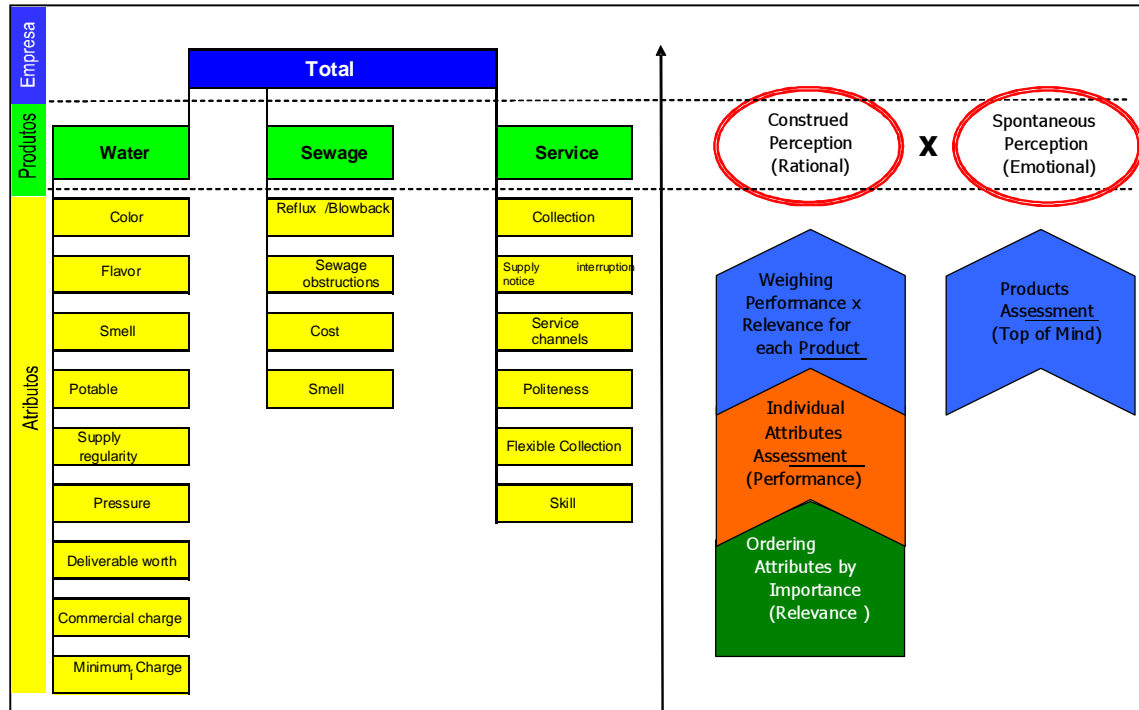 Empresa
Produtos
Atributos
Total
Water
Sewage
Service
Color
Flavor
Smell
Potable
Supply
regularity
Pressure
Deliverable worth
Commercial charge
Minimum Charge
i
Reflux /Blowback
Sewage
obstructions
Cost
Smell
Collection
Supply interruption
notice
Service
channels
Politeness
Flexible Collection
Skill
Construed
Perception
(Rational)
X
Spontaneous
Perception
(Emotional)
Weighing
Performance x
Relevance for
each Product
Individual
Attributes
Assessment
(Performance)
Ordering
Attributes by
Importance
(Relevance )
Products
Assessment
(Top of Mind)